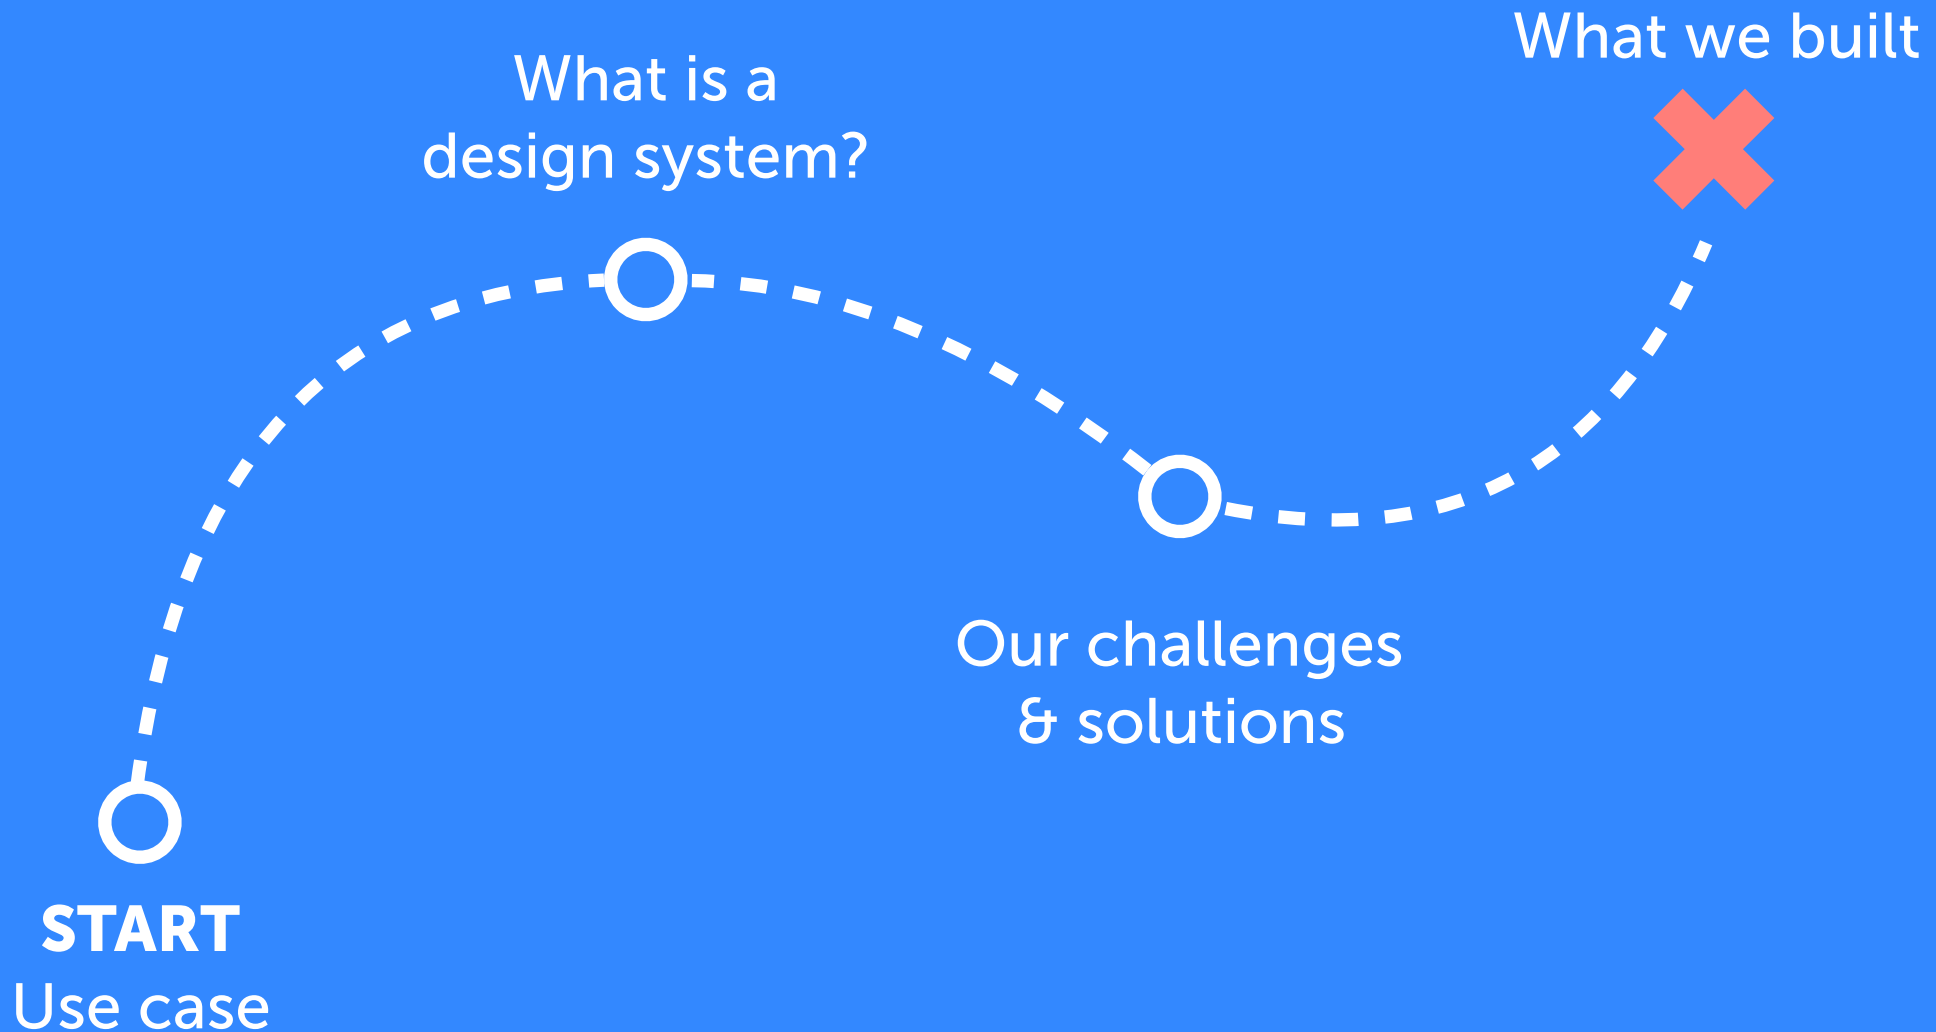 What we built
What is a
design system?
Our challenges
& solutions
START
Use case